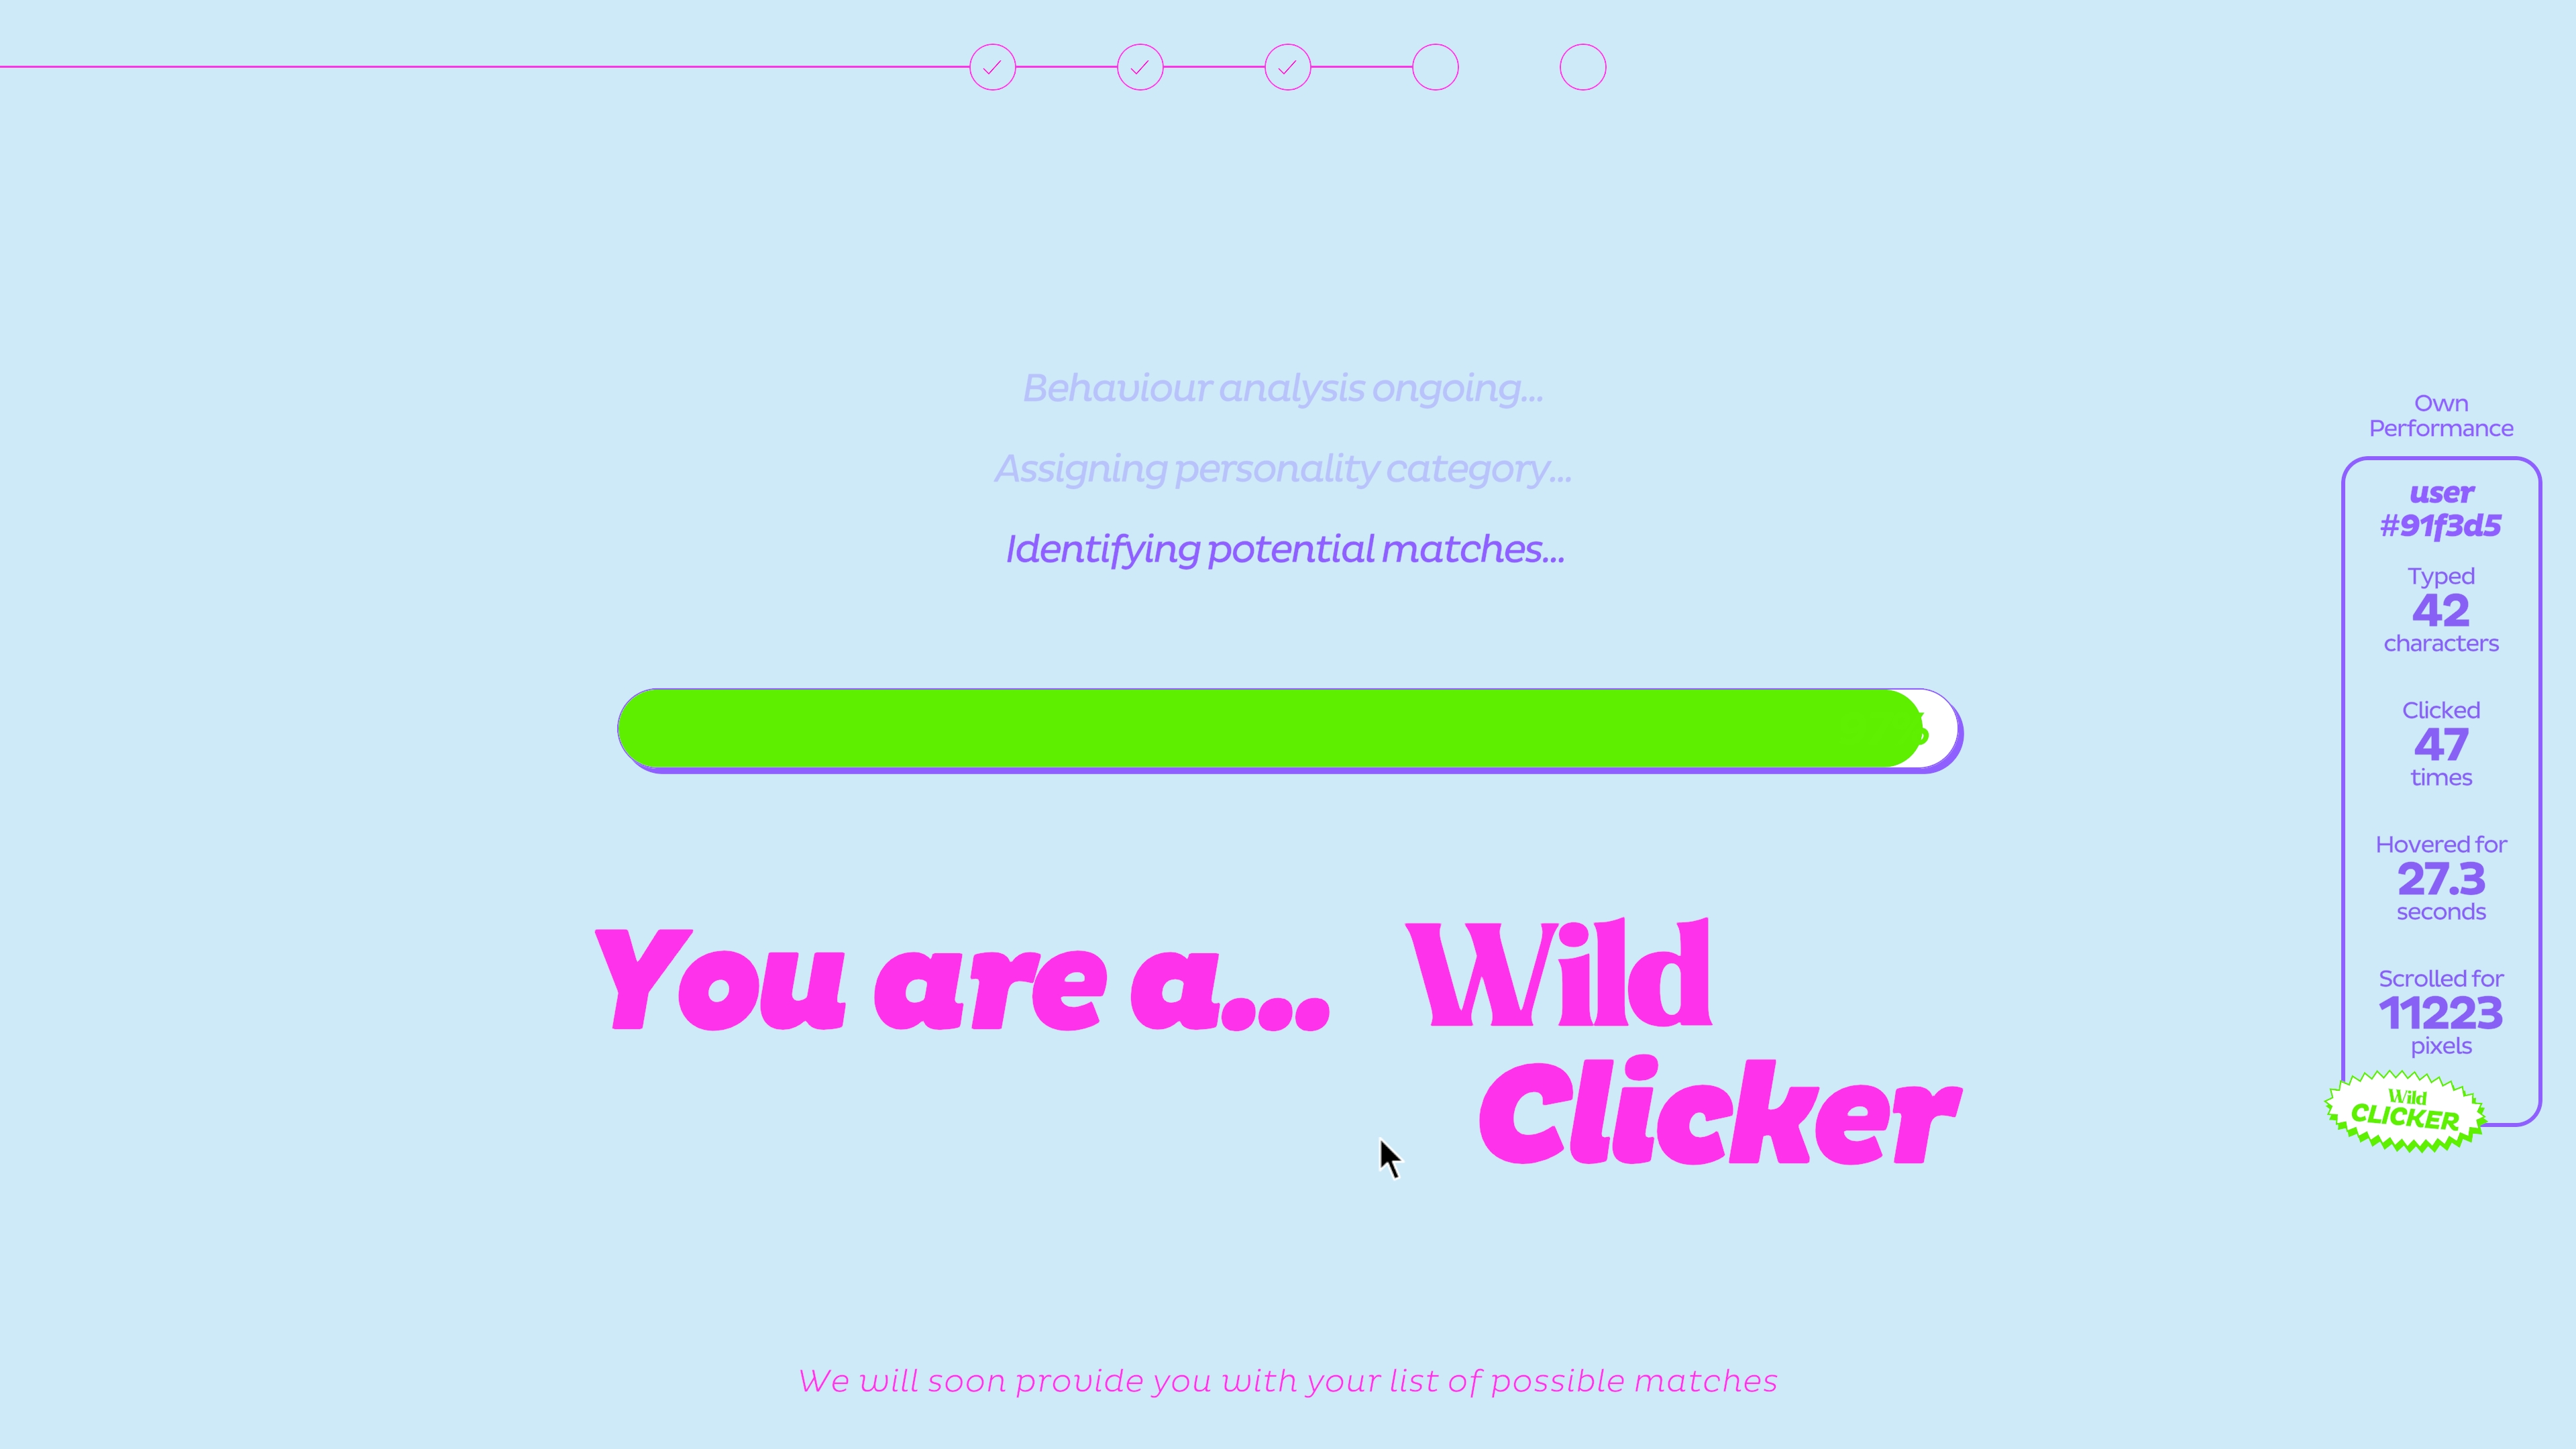 Behaviour analysis ongoing...
Assigning personality category...
Identifying potential matches...
You are a... Wild
Clicker
We will soon provide you with your list of possible matches
Own
Performance
user
#91f3d5
Typed
42
characters
Clicked
47
times
Hovered for
27.3
seconds
Scrolled for
11223
pixels
Wild
CLICKER